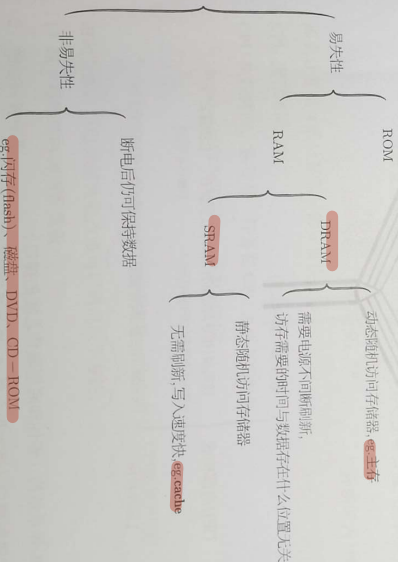 易失性
ROM
RAM
DRAM
动态随机访问存储器,eg.主存
需要电源不间断刷新,
访存需要的时间与数据存在什么位置无关
SRAM
静态随机访问存储器
无需刷新,写入速度快,eg.cache
非易失性
断电后仍可保持数据
eg.闪存(flash)、磁盘、DVD、CD-ROM